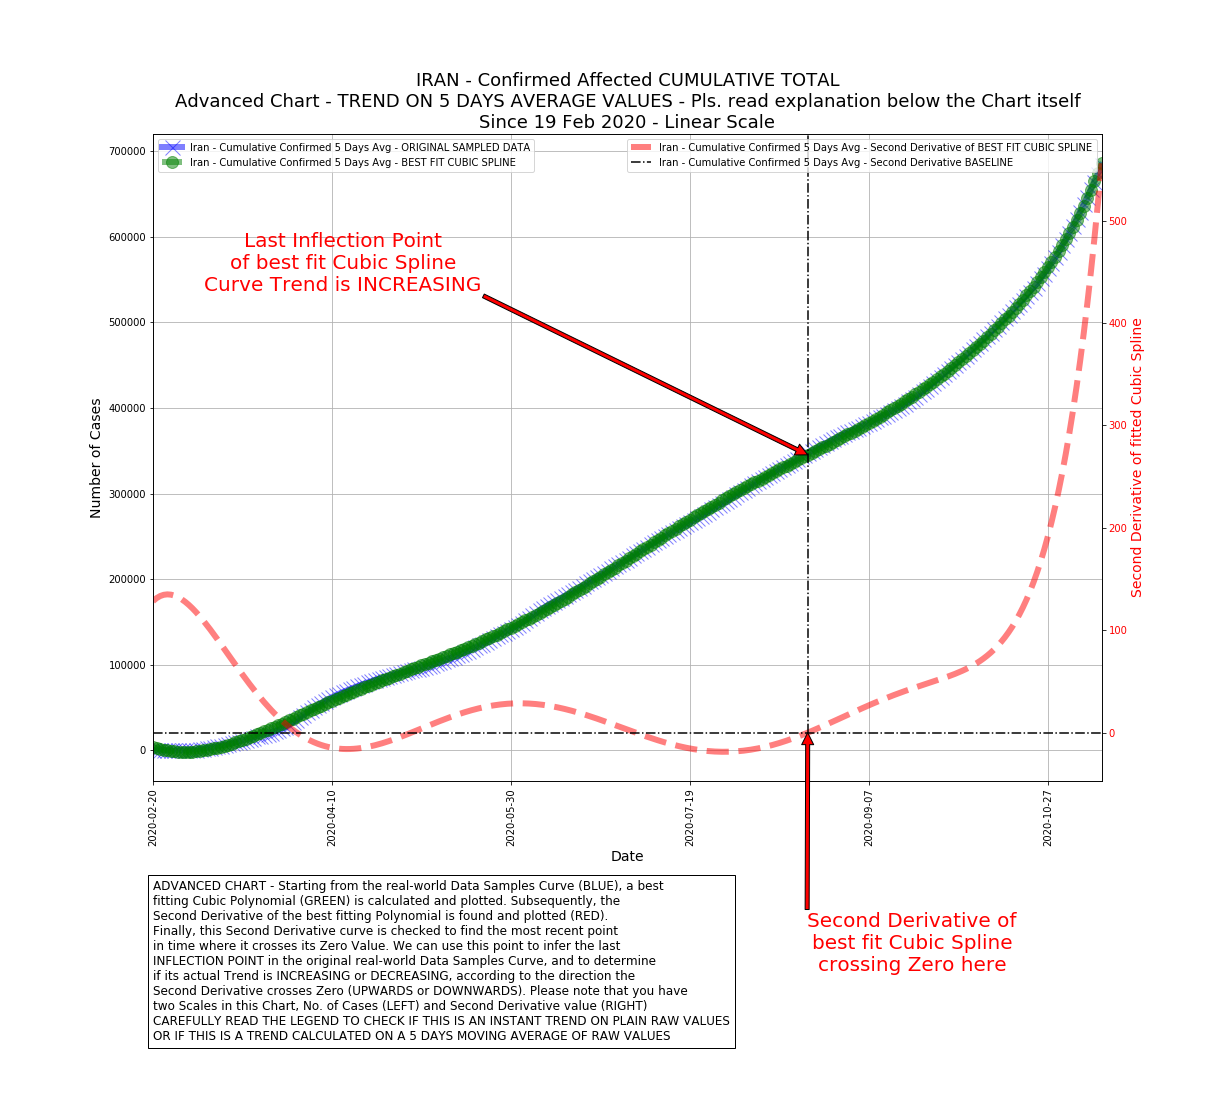 IRAN - Confirmed Affected CUMULATIVE TOTAL
Advanced Chart - TREND ON 5 DAYS AVERAGE VALUES - Pls. read explanation below the Chart itself
Since 19 Feb 2020 - Linear Scale
Iran - Cumulative Confirmed 5 Days Avg - ORIGINAL SAMPLED DATA
Iran - Cumulative Confirmed 5 Days Avg - BEST FIT CUBIC SPLINE
Iran - Cumulative Confirmed 5 Days Avg - Second Derivative of BEST FIT CUBIC SPLINE
Iran - Cumulative Confirmed 5 Days Avg - Second Derivative BASELINE
Last Inflection Point
of best fit Cubic Spline
Curve Trend is INCREASING
Number of Cases
700000
600000
500000
400000
300000
200000
100000
0
Second Derivative of fitted Cubic Spline
500
400
300
200
100
0
2020-02-20
2020-04-10
2020-05-30
2020-07-19
2020-09-07
2020-10-27
Date
Second Derivative of
best fit Cubic Spline
crossing Zero here
ADVANCED CHART - Starting from the real-world Data Samples Curve (BLUE), a best
fitting Cubic Polynomial (GREEN) is calculated and plotted. Subsequently, the
Second Derivative of the best fitting Polynomial is found and plotted (RED).
Finally, this Second Derivative curve is checked to find the most recent point
in time where it crosses its Zero Value. We can use this point to infer the last
INFLECTION POINT in the original real-world Data Samples Curve, and to determine
if its actual Trend is INCREASING or DECREASING, according to the direction the
Second Derivative crosses Zero (UPWARDS or DOWNWARDS). Please note that you have
two Scales in this Chart, No. of Cases (LEFT) and Second Derivative value (RIGHT)
CAREFULLY READ THE LEGEND TO CHECK IF THIS IS AN INSTANT TREND ON PLAIN RAW VALUES
OR IF THIS IS A TREND CALCULATED ON A 5 DAYS MOVING AVERAGE OF RAW VALUES